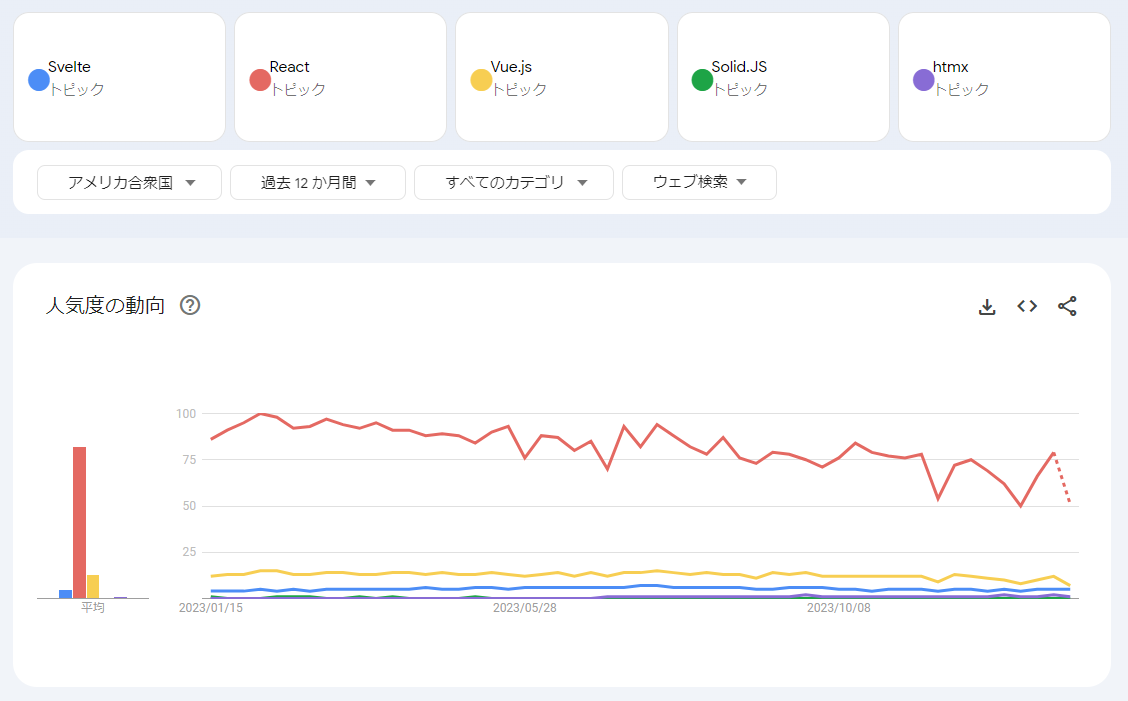 Svelte
トピック
React
トピック
Vue.js
トピック
Solid.JS
トピック
htmx
トピック
アメリカ合衆国
過去 12 か月間
すべてのカテゴリ
ウェブ検索
人気度の動向
100
75
50
25
平均
2023/01/15
2023/05/28
2023/10/08